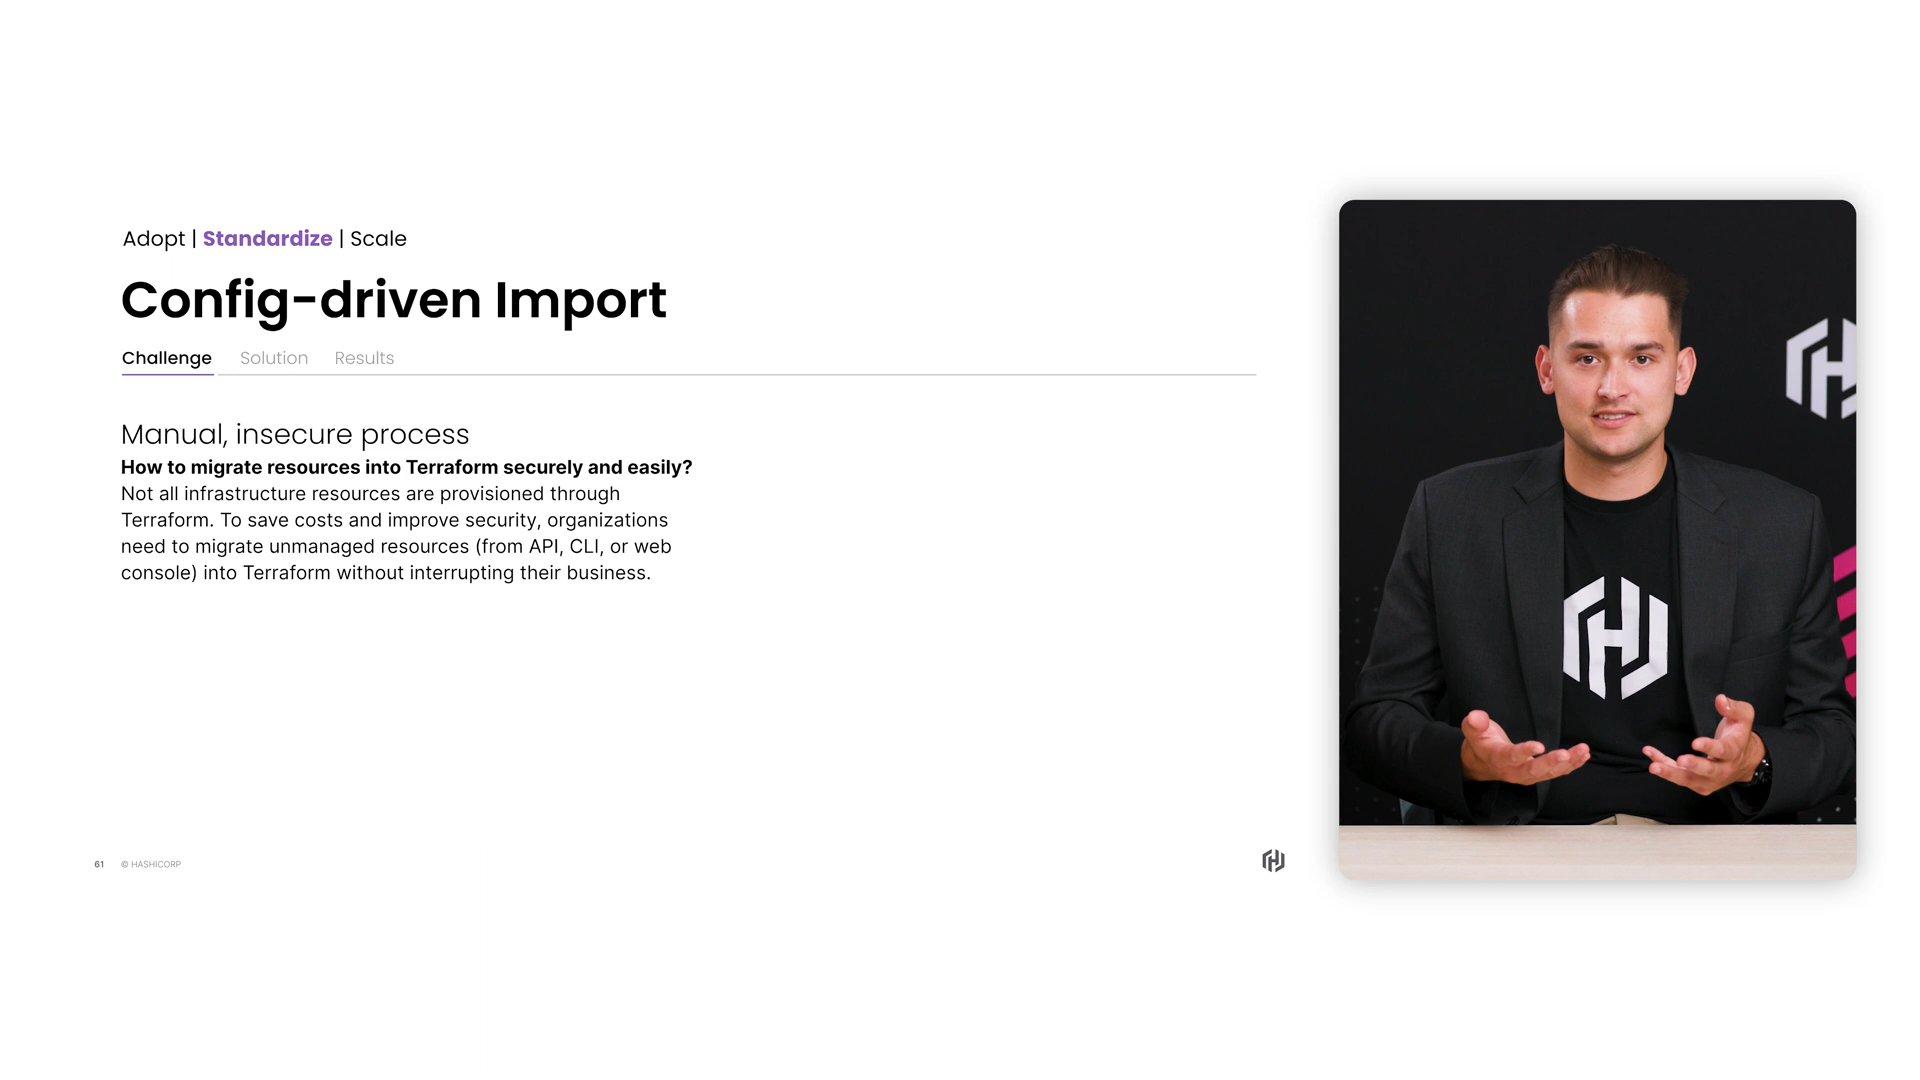 Adopt | Standardize | Scale
Config-driven Import
Challenge Solution Results
Manual, insecure process
How to migrate resources into Terraform securely and easily?
Not all infrastructure resources are provisioned through
Terraform. To save costs and improve security, organizations
need to migrate unmanaged resources (from API, CLI, or web
console) into Terraform without interrupting their business.
61 © HASHICORP